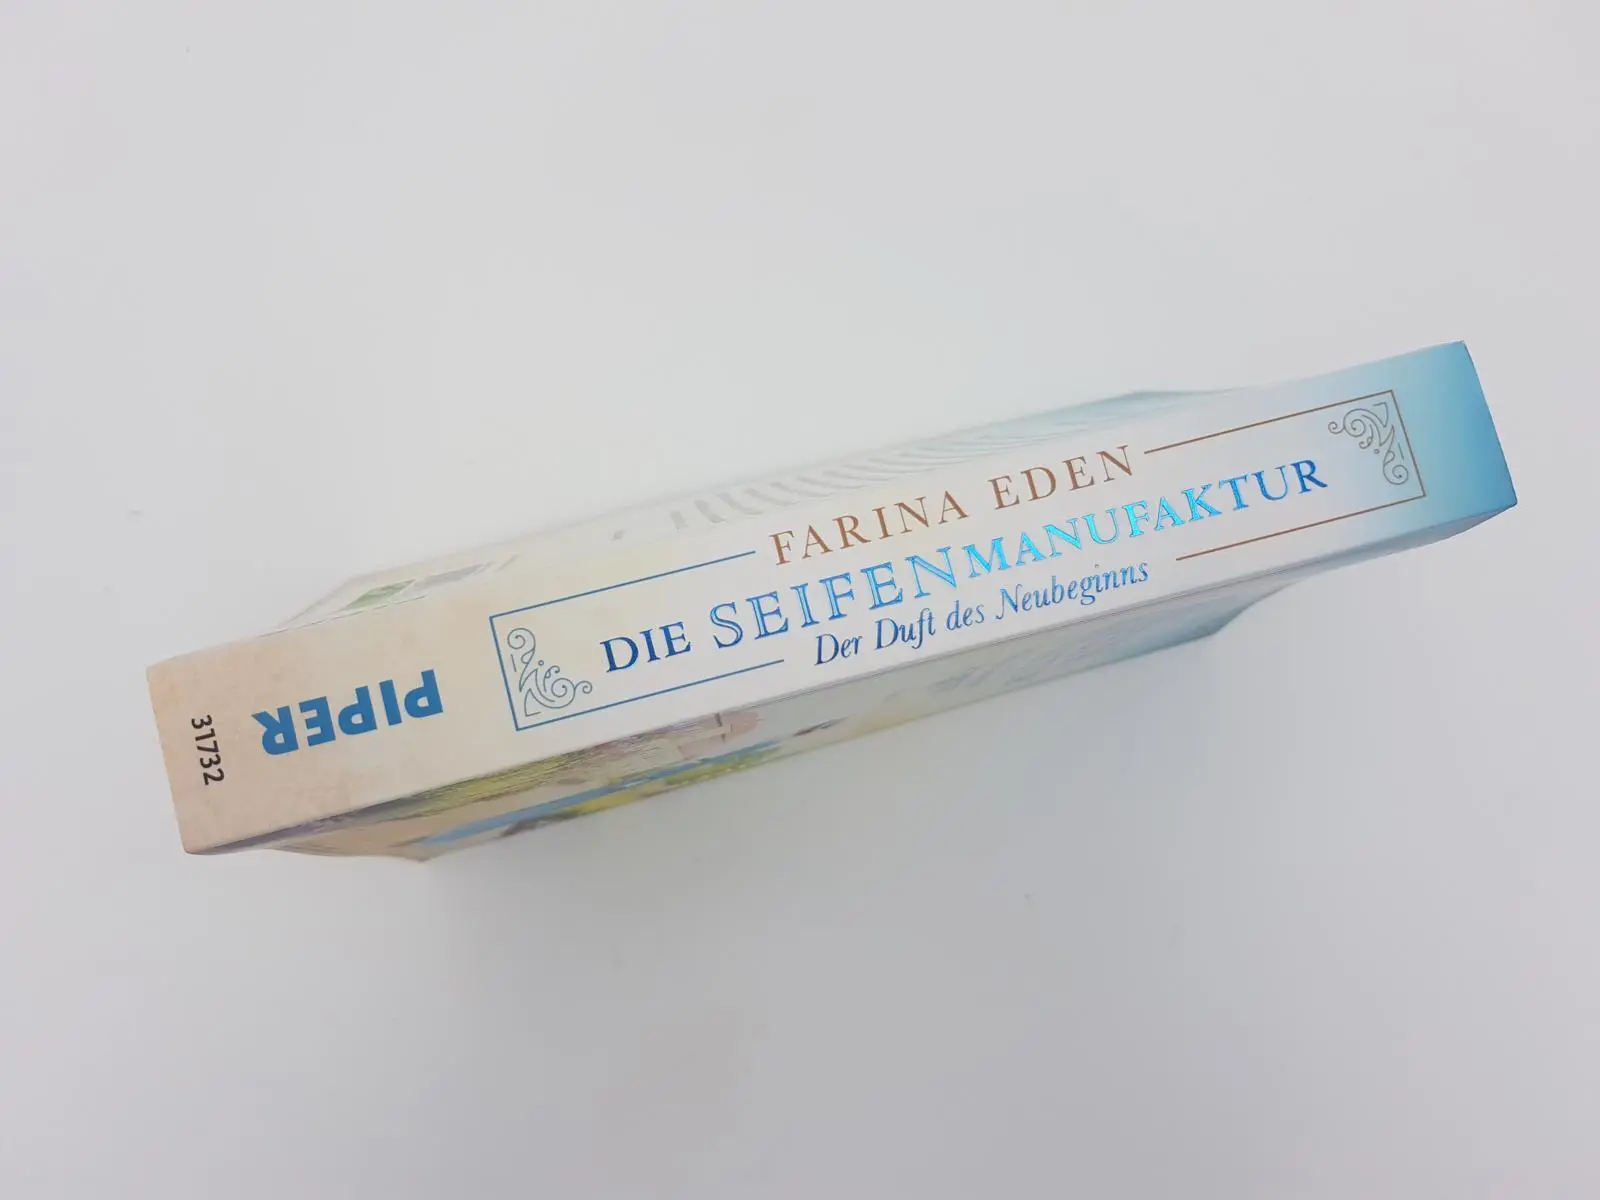 FARINA EDEN
DIE SEIFENMANUFAKTUR
Der Duft des Neubeginns
PIPER
31732